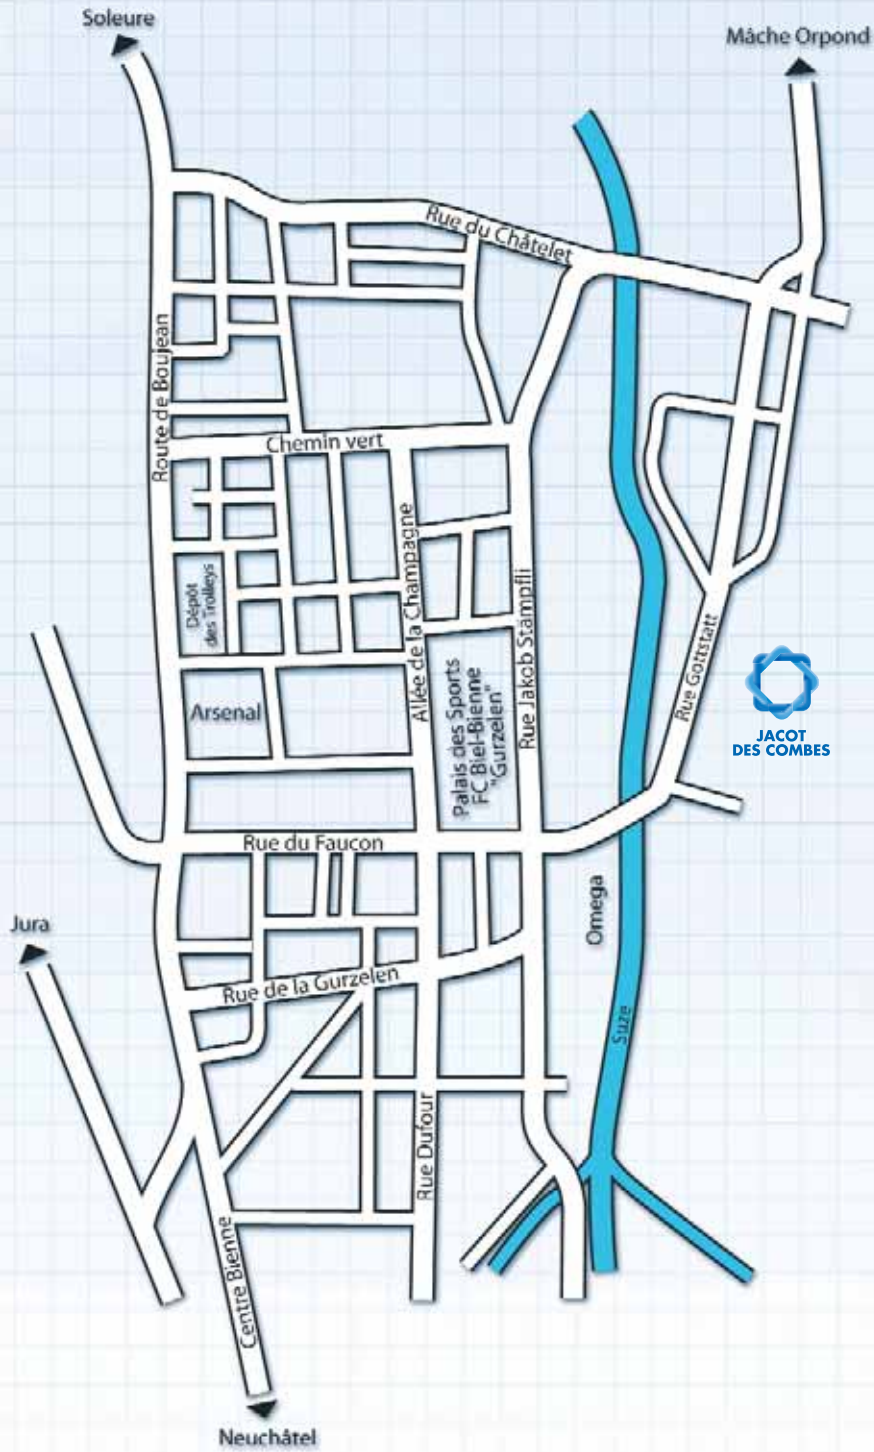 Soleure
Mâche Orpond
Rue du Châtelet
Route de Boujean
Chemin vert
Allée de la Champagne
Rue Jakob Stämpfli
Dépôt
des Trolleys
Arsenal
Palais des Sports
FC Biel-Bienne
"Gurzelen"
Rue Gottstatt
JACOT
DES COMBES
Rue du Faucon
Jura
Omega
Rue de la Gurzelen
Suze
Rue Dufour
Centre Bienne
Neuchâtel